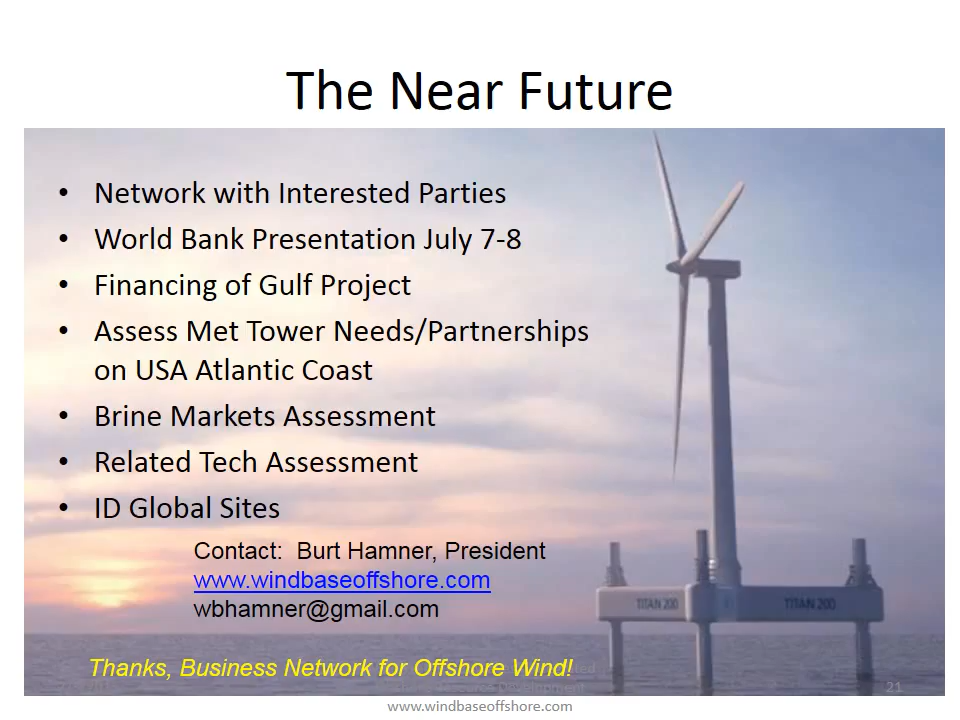 The Near Future
• Network with Interested Parties
• World Bank Presentation July 7-8
• Financing of Gulf Project
• Assess Met Tower Needs/Partnerships
on USA Atlantic Coast
• Brine Markets Assessment
• Related Tech Assessment
• ID Global Sites
Contact: Burt Hamner, President
www.windbaseoffshore.com
wbhamner@gmail.com
TITAN 200 TITAN 200
Thanks, Business Network for Offshore Wind!
Development
21
www.windbaseoffshore.com